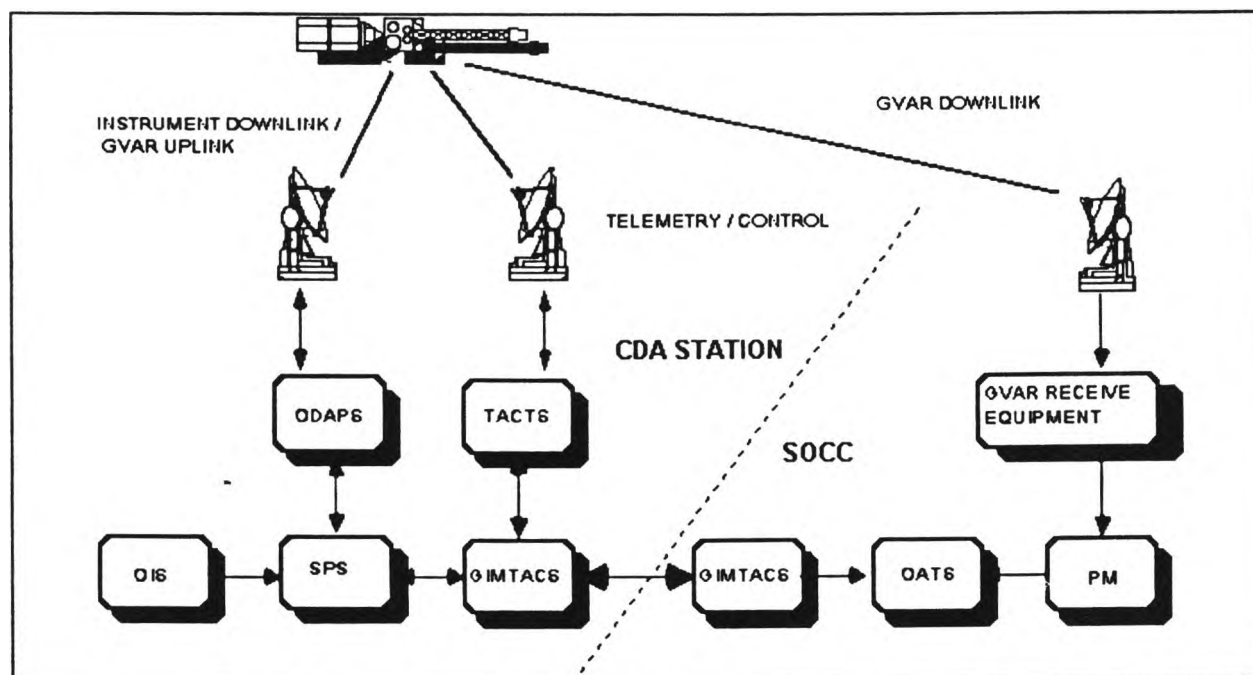 INSTRUMENT DOWNLINK /
GVAR UPLINK
GVAR DOWNLINK
TELEMETRY / CONTROL
CDA STATION
SOCC
ODAPS
TACTS
GVAR RECEIVE
EQUIPMENT
OIS
SPS
GIMTACS
GIMTACS
OATS
PM